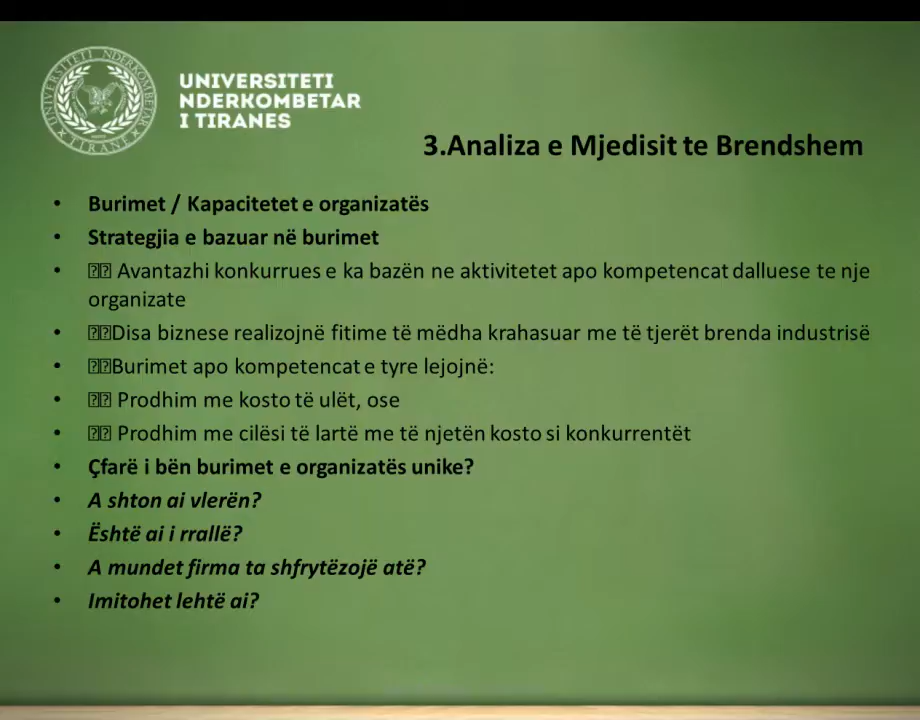 UNIVERSITETI NDERKOMBETAR
TIRANE
UNIVERSITETI
NDERKOMBETAR
I TIRANES
3.Analiza e Mjedisit te Brendshem
• Burimet / Kapacitetet e organizatës
• Strategjia e bazuar në burimet
• Avantazhi konkurrues e ka bazën ne aktivitetet apo kompetencat dalluese te nje
organizate
• Disa biznese realizojnë fitime të mëdha krahasuar me të tjerët brenda industrisë
• Burimet apo kompetencat e tyre lejojnë:
• Prodhim me kosto të ulët, ose
• Prodhim me cilësi të lartë me të njetën kosto si konkurrentët
• Çfarë i bën burimet e organizatës unike?
• A shton ai vlerën?
• Është ai i rrallë?
• A mundet firma ta shfrytëzojë atë?
• Imitohet lehtë ai?